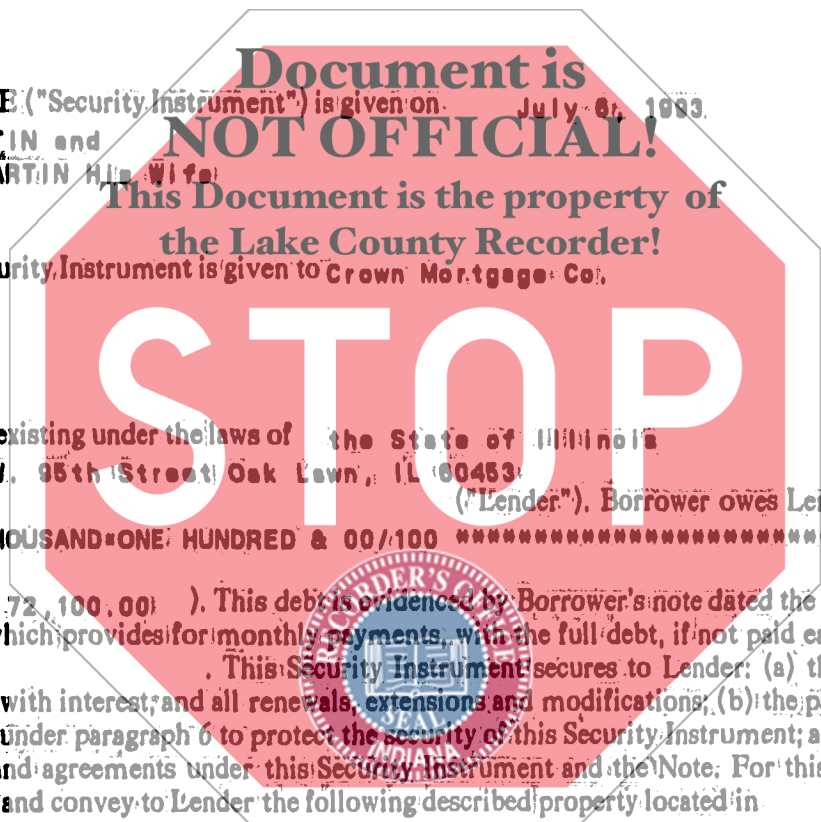 Document is
E ("Security Instrument") is given on July 6, 1993.
NOT OFFICIAL!
TIN and
ARTIN His Wife
This Document is the property of
the Lake County Recorder!
urity Instrument is given to Crown Mortgage Co.
STOP
existing under the laws of the State of Illinois
W. 95th Street Oak Lawn, IL 60453
("Lender"). Borrower owes Len
HOUSAND*ONE HUNDRED & 00/100 ************************
72,100.00 ). This debt is evidenced by Borrower's note dated the
which provides for monthly payments, with the full debt, if not paid ea
. This Security Instrument secures to Lender: (a) th
with interest, and all renewals, extensions and modifications; (b) the p
under paragraph 6 to protect the security of this Security Instrument; a
nd agreements under this Security Instrument and the Note. For this
and convey to Lender the following described property located in
RECORDER'S OFFICE
SEAL
INDIANA